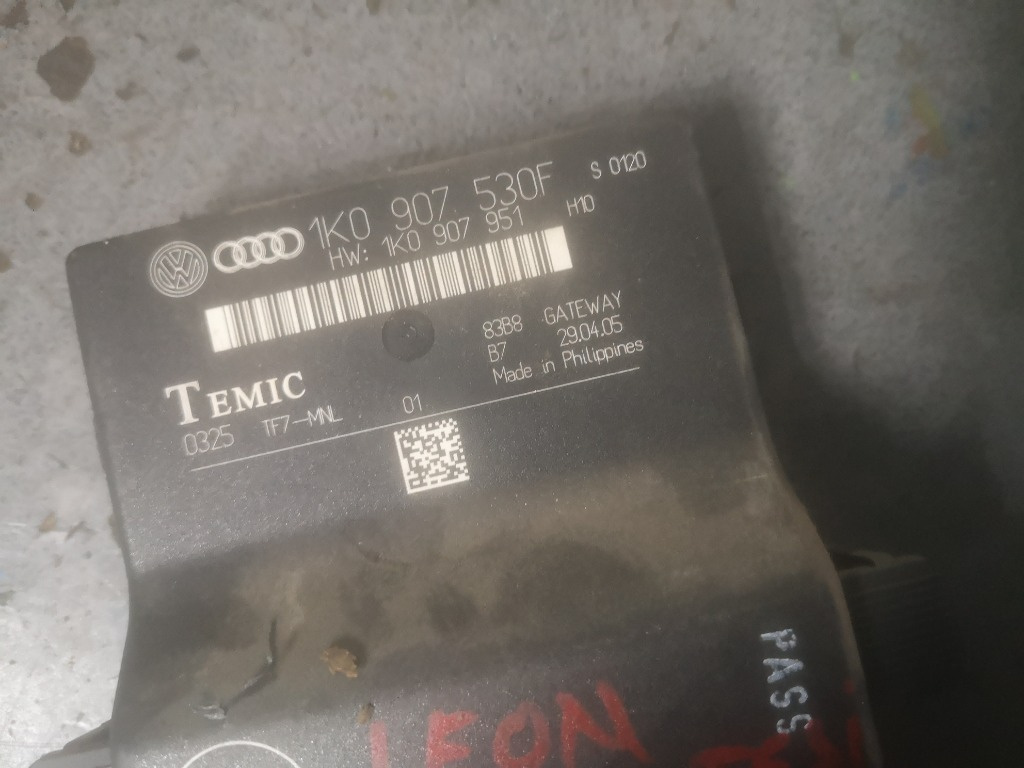 1K0 907 530F S 0120
HW: 1K0 907 951 H10
83B8 GATEWAY
B7 29.04.05
Made in Philippines
TEMIC
0325 TF7-MNL 01
PASS
LEON